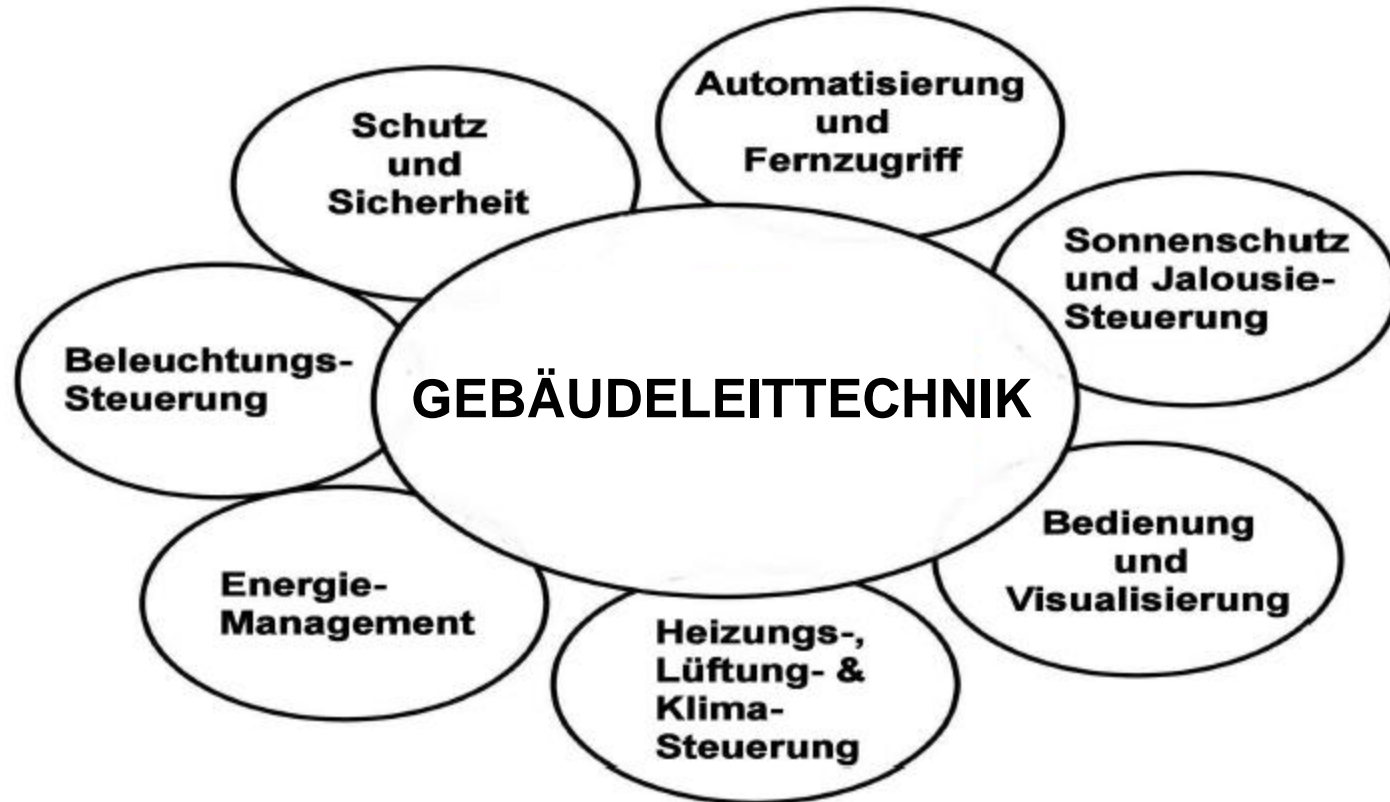 Automatisierung
und
Fernzugriff
Schutz
und
Sicherheit
Sonnenschutz
und Jalousie-
Steuerung
Beleuchtungs-
Steuerung
GEBÄUDELEITTECHNIK
Bedienung
und
Visualisierung
Energie-
Management
Heizungs-,
Lüftung- &
Klima-
Steuerung